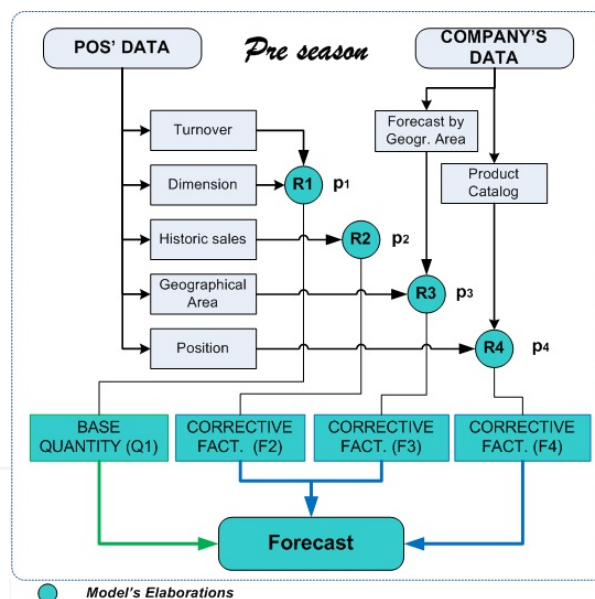 POS' DATA
Pre season
COMPANY'S
DATA
Turnover
Forecast by
Geogr. Area
Dimension
R1
p1
Product
Catalog
Historic sales
R2
p2
Geographical
Area
R3
p3
Position
R4
p4
BASE
QUANTITY (Q1)
CORRECTIVE
FACT. (F2)
CORRECTIVE
FACT. (F3)
CORRECTIVE
FACT. (F4)
Forecast
Model's Elaborations